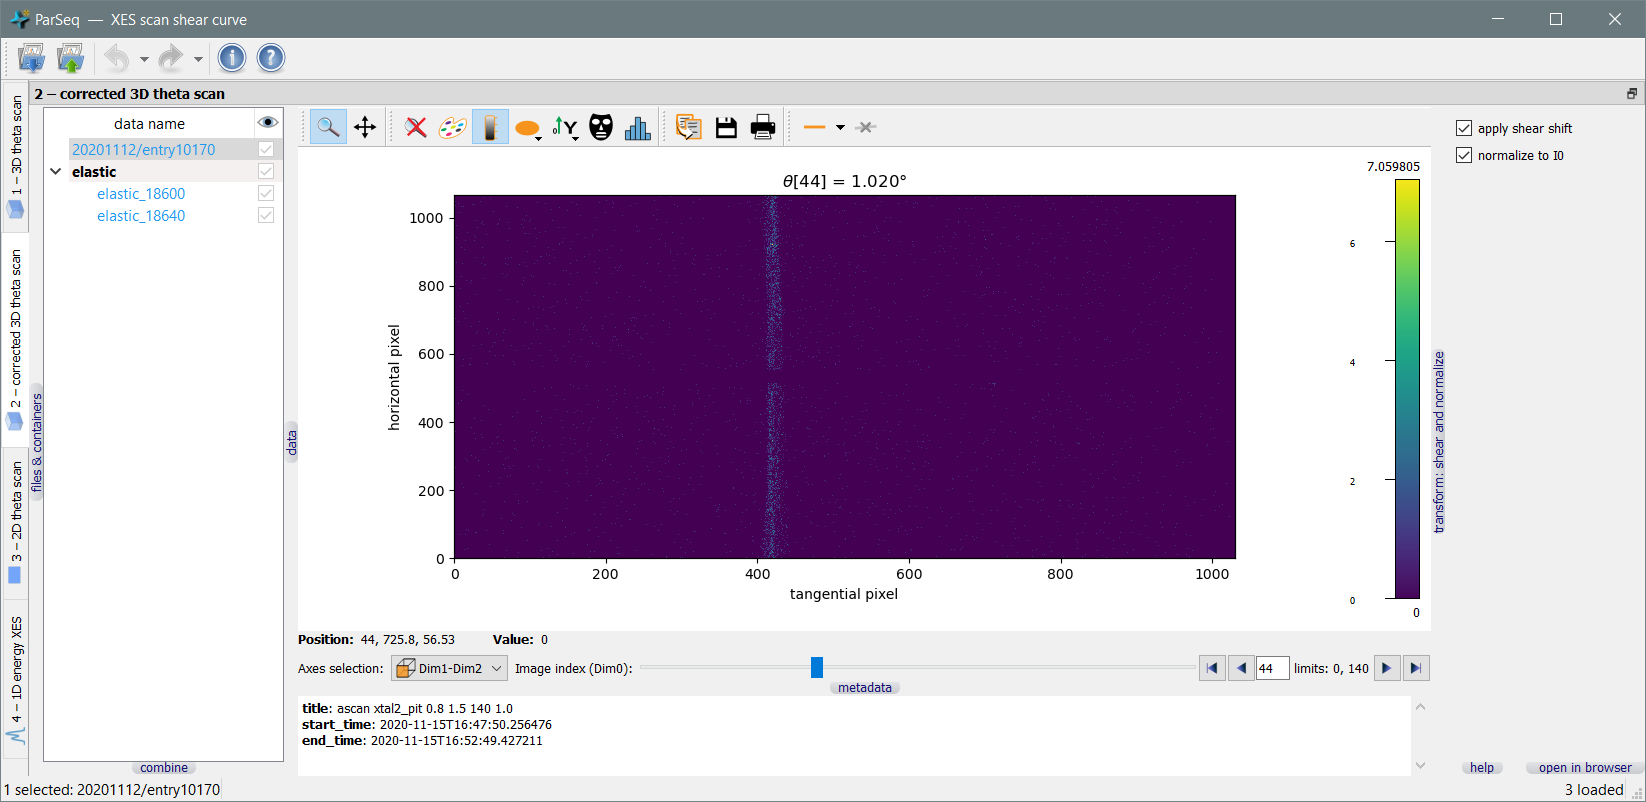 ParSeq — XES scan shear curve
2 – corrected 3D theta scan
1 – 3D theta scan
2 – corrected 3D theta scan
3 – 2D theta scan
4 – 1D energy XES
files & containers
data name
20201112/entry10170
elastic
elastic_18600
elastic_18640
combine
data
θ[44] = 1.020°
horizontal pixel
1000
800
600
400
200
0
0 200 400 600 800 1000
tangential pixel
7.059805
6
4
2
0
0
Position: 44, 725.8, 56.53 Value: 0
Axes selection: Dim1-Dim2 Image index (Dim0): 44 limits: 0, 140
metadata
title: ascan xtal2_pit 0.8 1.5 140 1.0
start_time: 2020-11-15T16:47:50.256476
end_time: 2020-11-15T16:52:49.427211
transform: shear and normalize
apply shear shift
normalize to I0
help open in browser
1 selected: 20201112/entry10170
3 loaded